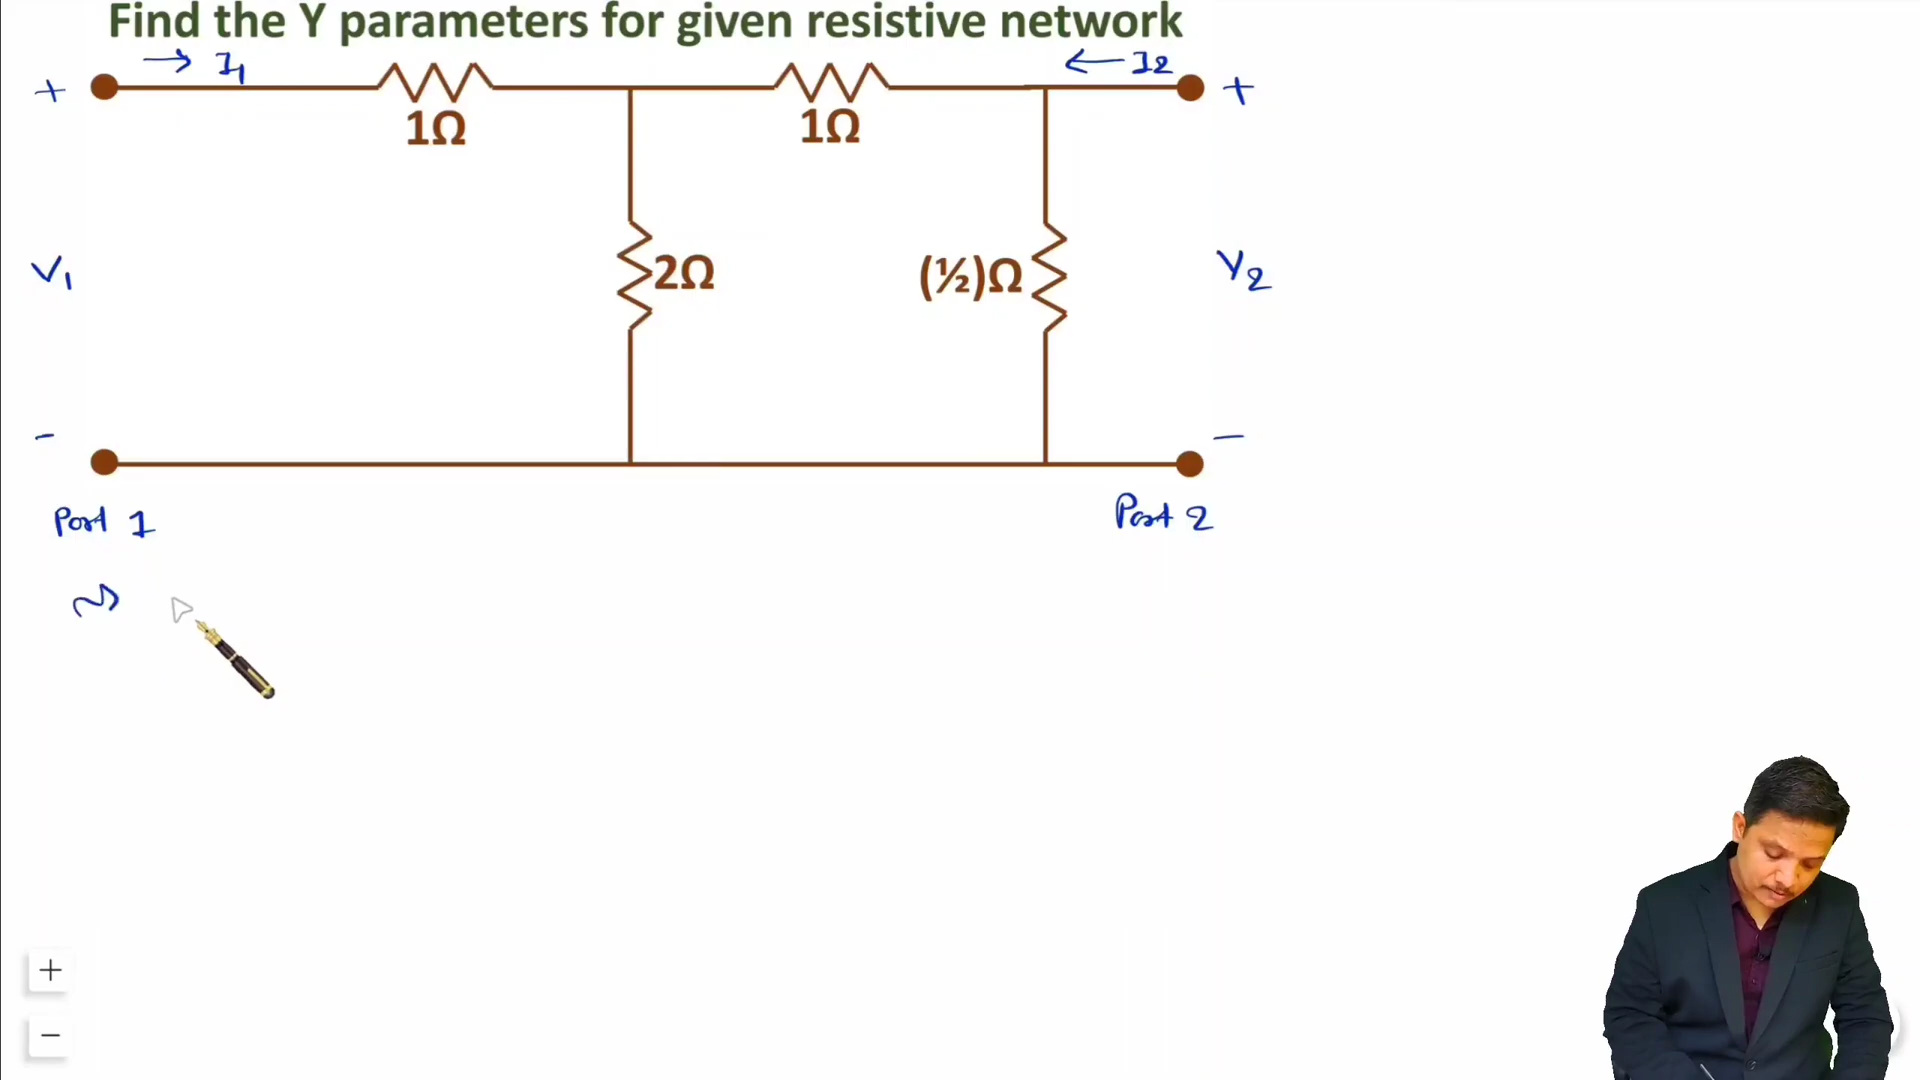 Find the Y parameters for given resistive network
→ I1
← I2
+
+
1Ω
1Ω
V1
2Ω
(½)Ω
V2
-
-
Port 1
Port 2
+
−